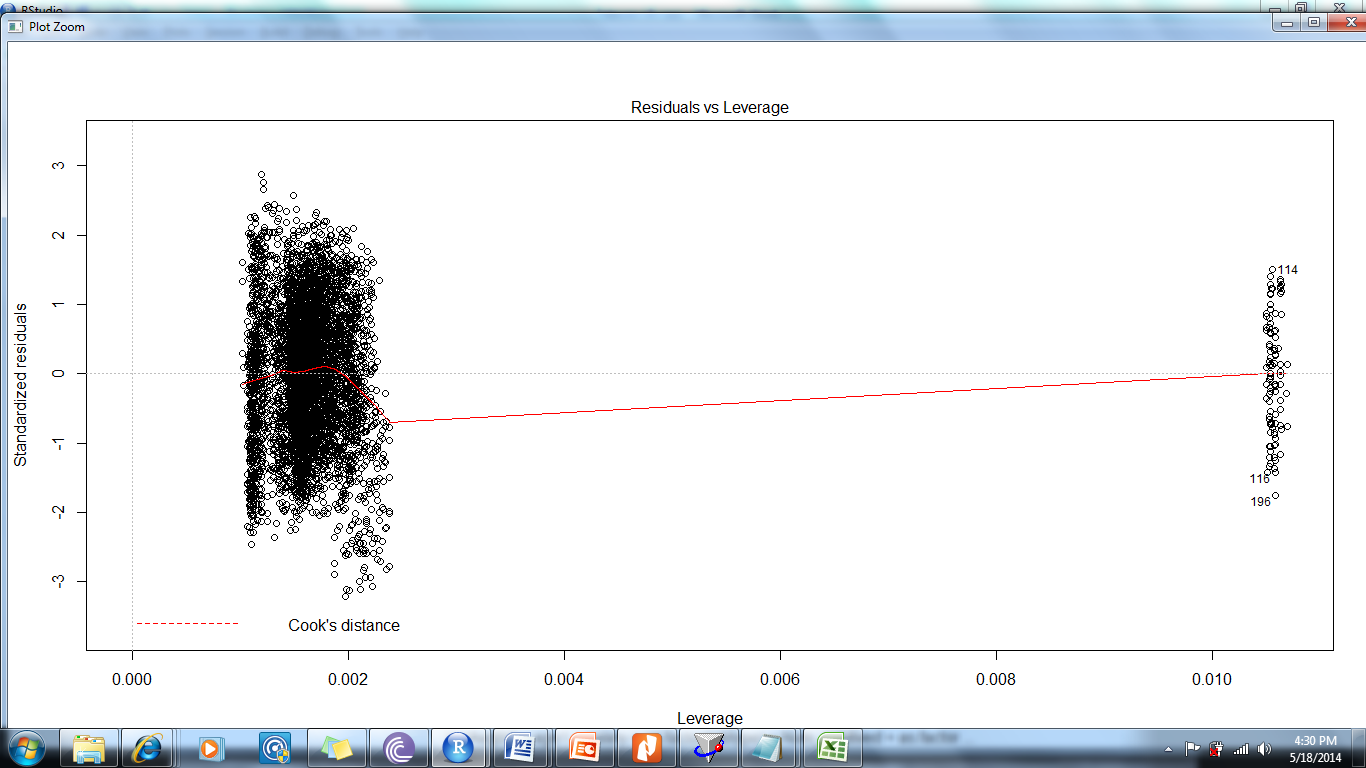 RStudio
Plot Zoom
Residuals vs Leverage
Standardized residuals
3
2
1
0
-1
-2
-3
114
116
196
Cook's distance
0.000 0.002 0.004 0.006 0.008 0.010
Leverage
4:30 PM
5/18/2014